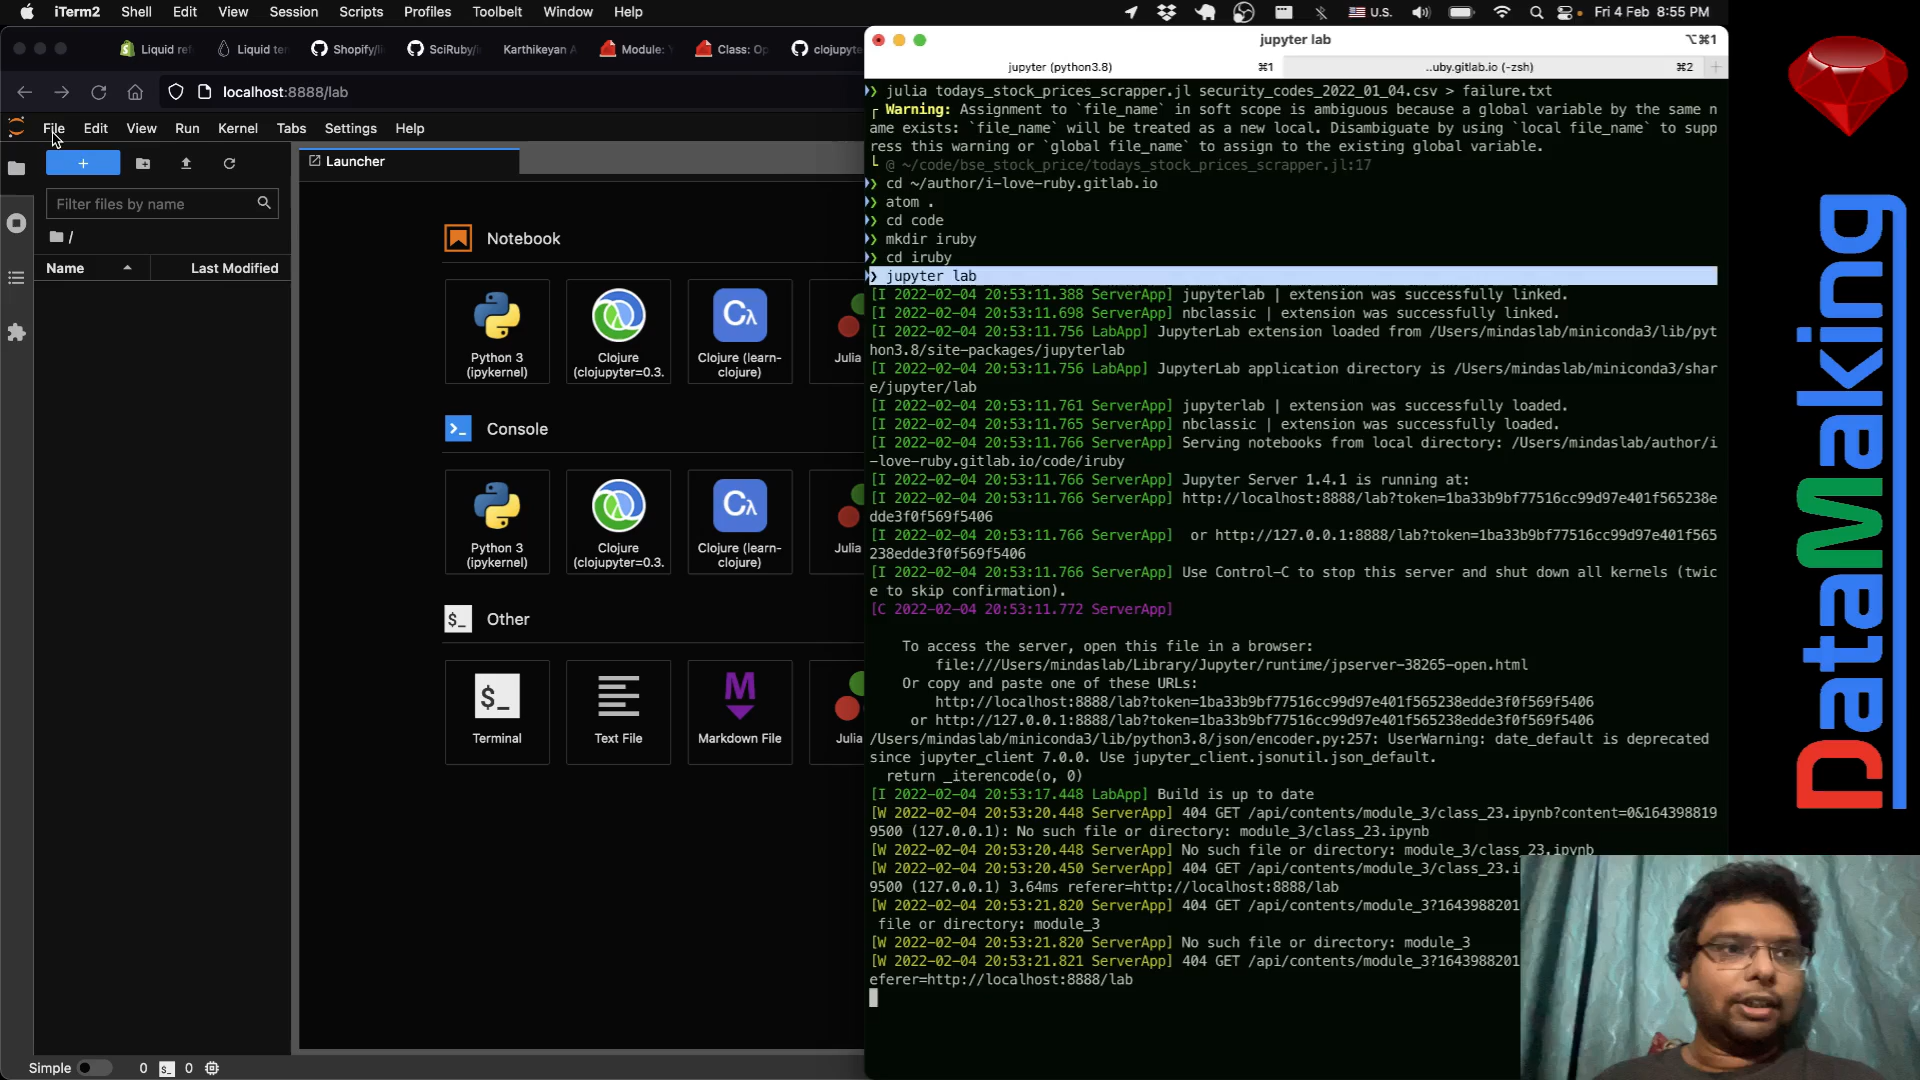 iTerm2 Shell Edit View Session Scripts Profiles Toolbelt Window Help U.S. Fri 4 Feb 8:55 PM
Liquid re Liquid te Shopify/li SciRuby/i Karthikeyan A Module: Class: Op clojupyte
localhost:8888/lab
File Edit View Run Kernel Tabs Settings Help
Launcher
Filter files by name
/
Name Last Modified
Notebook
Python 3 (ipykernel)
Clojure (clojupyter=0.3.
Clojure (learn-clojure)
Julia
Console
Python 3 (ipykernel)
Clojure (clojupyter=0.3.
Clojure (learn-clojure)
Julia
Other
$_
Terminal
Text File
Markdown File
Julia
Simple 0 $_ 0
jupyter lab ⌥⌘1
jupyter (python3.8) ⌘1 ..uby.gitlab.io (-zsh) ⌘2 +
❯ julia todays_stock_prices_scrapper.jl security_codes_2022_01_04.csv > failure.txt
┌ Warning: Assignment to `file_name` in soft scope is ambiguous because a global variable by the same n
ame exists: `file_name` will be treated as a new local. Disambiguate by using `local file_name` to supp
ress this warning or `global file_name` to assign to the existing global variable.
└ @ ~/code/bse_stock_price/todays_stock_prices_scrapper.jl:17
❯ cd ~/author/i-love-ruby.gitlab.io
❯ atom .
❯ cd code
❯ mkdir iruby
❯ cd iruby
❯ jupyter lab
[I 2022-02-04 20:53:11.388 ServerApp] jupyterlab | extension was successfully linked.
[I 2022-02-04 20:53:11.698 ServerApp] nbclassic | extension was successfully linked.
[I 2022-02-04 20:53:11.756 LabApp] JupyterLab extension loaded from /Users/mindaslab/miniconda3/lib/pyt
hon3.8/site-packages/jupyterlab
[I 2022-02-04 20:53:11.756 LabApp] JupyterLab application directory is /Users/mindaslab/miniconda3/shar
e/jupyter/lab
[I 2022-02-04 20:53:11.761 ServerApp] jupyterlab | extension was successfully loaded.
[I 2022-02-04 20:53:11.765 ServerApp] nbclassic | extension was successfully loaded.
[I 2022-02-04 20:53:11.766 ServerApp] Serving notebooks from local directory: /Users/mindaslab/author/i
-love-ruby.gitlab.io/code/iruby
[I 2022-02-04 20:53:11.766 ServerApp] Jupyter Server 1.4.1 is running at:
[I 2022-02-04 20:53:11.766 ServerApp] http://localhost:8888/lab?token=1ba33b9bf77516cc99d97e401f565238e
dde3f0f569f5406
[I 2022-02-04 20:53:11.766 ServerApp] or http://127.0.0.1:8888/lab?token=1ba33b9bf77516cc99d97e401f565
238edde3f0f569f5406
[I 2022-02-04 20:53:11.766 ServerApp] Use Control-C to stop this server and shut down all kernels (twic
e to skip confirmation).
[C 2022-02-04 20:53:11.772 ServerApp]
To access the server, open this file in a browser:
file:///Users/mindaslab/Library/Jupyter/runtime/jpserver-38265-open.html
Or copy and paste one of these URLs:
http://localhost:8888/lab?token=1ba33b9bf77516cc99d97e401f565238edde3f0f569f5406
or http://127.0.0.1:8888/lab?token=1ba33b9bf77516cc99d97e401f565238edde3f0f569f5406
/Users/mindaslab/miniconda3/lib/python3.8/json/encoder.py:257: UserWarning: date_default is deprecated
since jupyter_client 7.0.0. Use jupyter_client.jsonutil.json_default.
return _iterencode(o, 0)
[I 2022-02-04 20:53:17.448 LabApp] Build is up to date
[W 2022-02-04 20:53:20.448 ServerApp] 404 GET /api/contents/module_3/class_23.ipynb?content=0&164398819
9500 (127.0.0.1): No such file or directory: module_3/class_23.ipynb
[W 2022-02-04 20:53:20.448 ServerApp] No such file or directory: module_3/class_23.ipynb
[W 2022-02-04 20:53:20.450 ServerApp] 404 GET /api/contents/module_3/class_23.i
9500 (127.0.0.1) 3.64ms referer=http://localhost:8888/lab
[W 2022-02-04 20:53:21.820 ServerApp] 404 GET /api/contents/module_3?1643988201
file or directory: module_3
[W 2022-02-04 20:53:21.820 ServerApp] No such file or directory: module_3
[W 2022-02-04 20:53:21.821 ServerApp] 404 GET /api/contents/module_3?1643988201
eferer=http://localhost:8888/lab
DataMaking